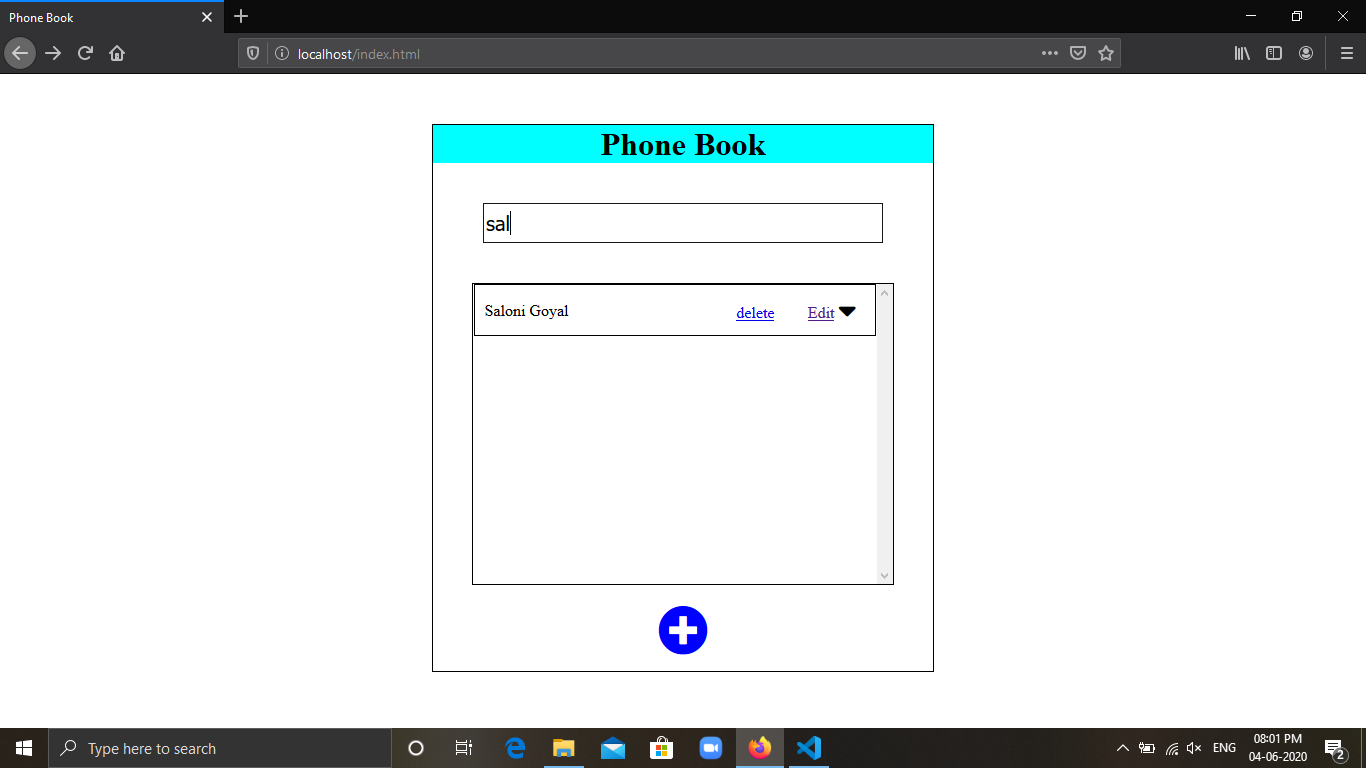 Phone Book
localhost/index.html
Phone Book
sal
Saloni Goyal delete Edit
Type here to search
ENG
08:01 PM
04-06-2020
2